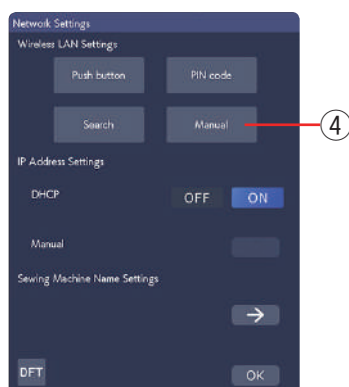 Network Settings
Wireless LAN Settings
Push button PIN code
Search Manual
④
IP Address Settings
DHCP OFF ON
Manual
Sewing Machine Name Settings
→
DFT OK